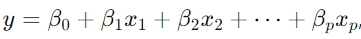 y = β₀ + β₁x₁ + β₂x₂ + ⋯ + βₚxₚ,